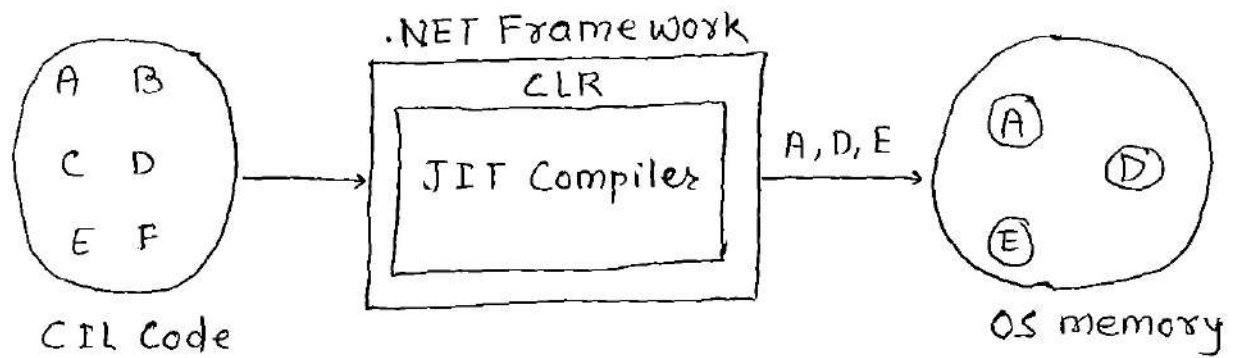 .NET Framework
A B
C D
E F
CIL Code
CLR
JIT Compiler
A, D, E
A
D
E
OS memory